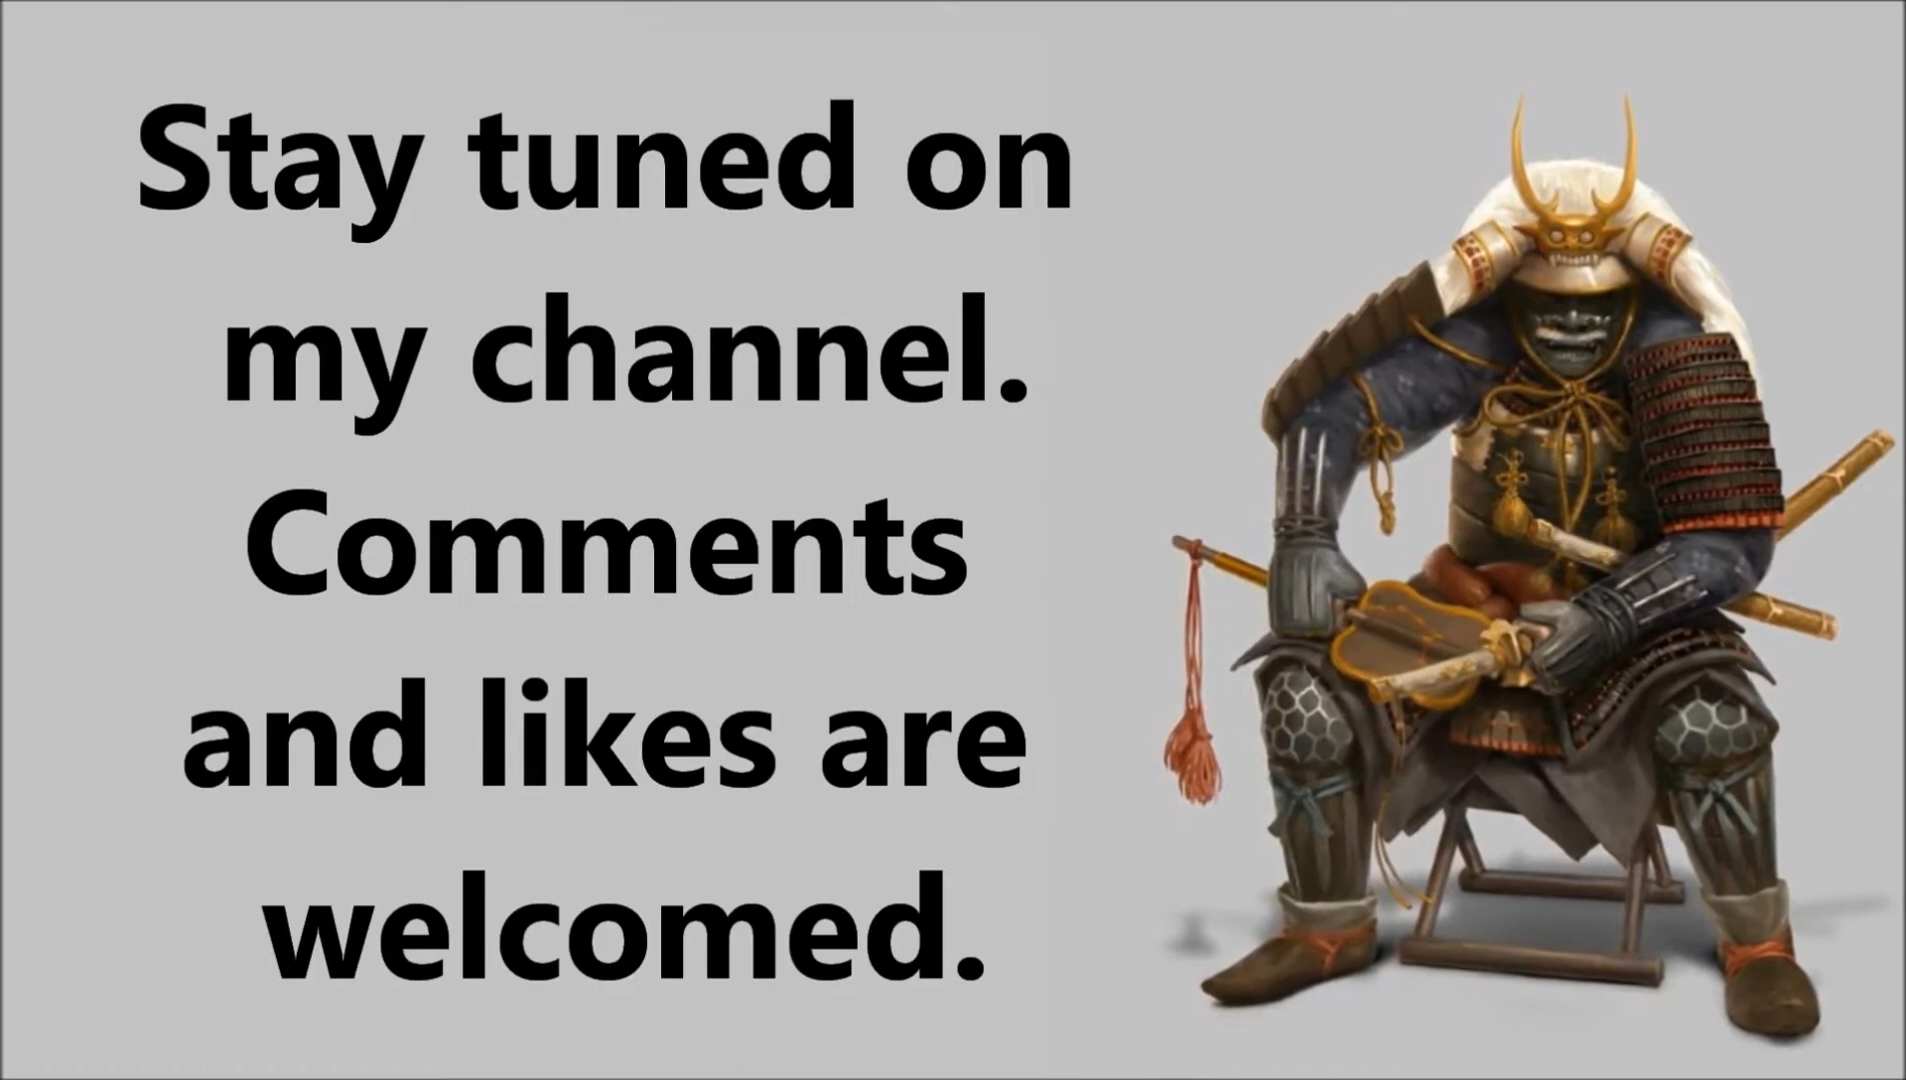 Stay tuned on
my channel.
Comments
and likes are
welcomed.